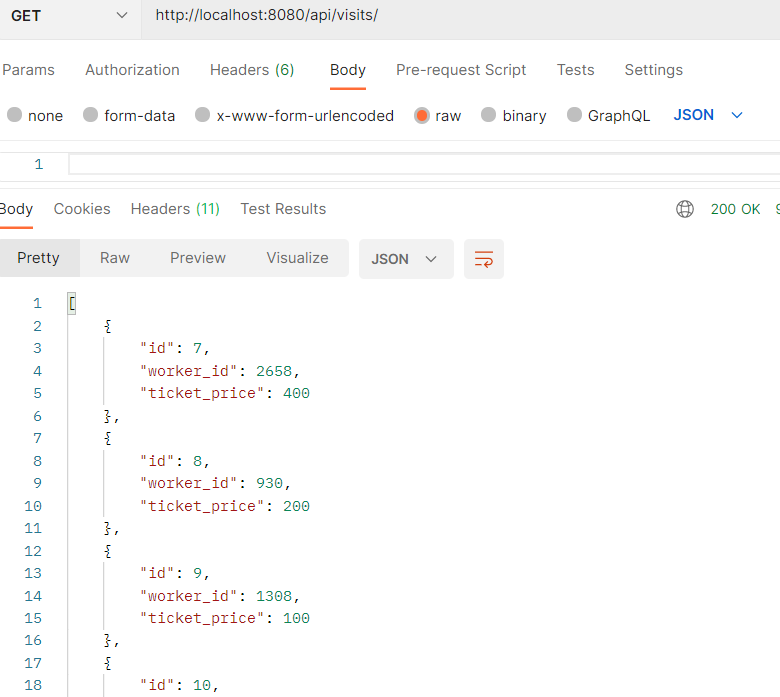 GET http://localhost:8080/api/visits/
Params Authorization Headers (6) Body Pre-request Script Tests Settings
none form-data x-www-form-urlencoded raw binary GraphQL JSON
1
Body Cookies Headers (11) Test Results 200 OK
Pretty Raw Preview Visualize JSON
1 [
2 {
3 "id": 7,
4 "worker_id": 2658,
5 "ticket_price": 400
6 },
7 {
8 "id": 8,
9 "worker_id": 930,
10 "ticket_price": 200
11 },
12 {
13 "id": 9,
14 "worker_id": 1308,
15 "ticket_price": 100
16 },
17 {
18 "id": 10,